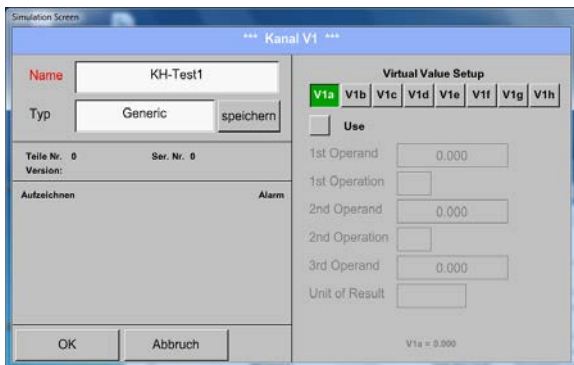 Simulation Screen
*** Kanal V1 ***
Name KH-Test1
Typ Generic speichern
Teile Nr. 0 Ser. Nr. 0
Version:
Aufzeichnen Alarm
OK Abbruch
Virtual Value Setup
V1a V1b V1c V1d V1e V1f V1g V1h
Use
1st Operand 0.000
1st Operation
2nd Operand 0.000
2nd Operation
3rd Operand 0.000
Unit of Result
V1a = 0.000